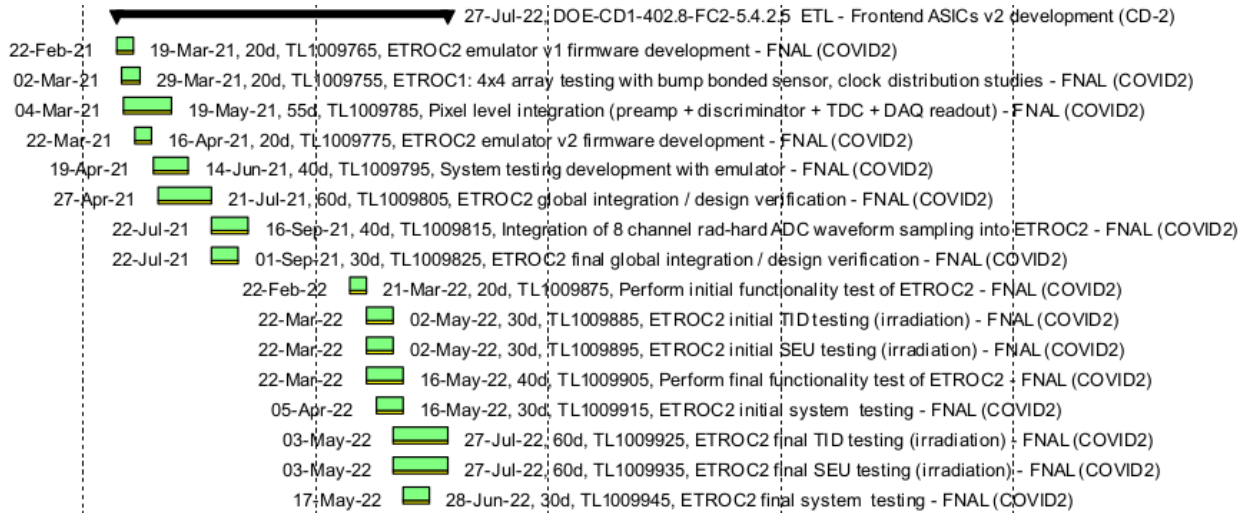 27-Jul-22, DOE-CD1-402.8-FC2-5.4.2.5 ETL - Frontend ASICs v2 development (CD-2)
22-Feb-21 19-Mar-21, 20d, TL1009765, ETROC2 emulator v1 firmware development - FNAL (COVID2)
02-Mar-21 29-Mar-21, 20d, TL1009755, ETROC1: 4x4 array testing with bump bonded sensor, clock distribution studies - FNAL (COVID2)
04-Mar-21 19-May-21, 55d, TL1009785, Pixel level integration (preamp + discriminator + TDC + DAQ readout) - FNAL (COVID2)
22-Mar-21 16-Apr-21, 20d, TL1009775, ETROC2 emulator v2 firmware development - FNAL (COVID2)
19-Apr-21 14-Jun-21, 40d, TL1009795, System testing development with emulator - FNAL (COVID2)
27-Apr-21 21-Jul-21, 60d, TL1009805, ETROC2 global integration / design verification - FNAL (COVID2)
22-Jul-21 16-Sep-21, 40d, TL1009815, Integration of 8 channel rad-hard ADC waveform sampling into ETROC2 - FNAL (COVID2)
22-Jul-21 01-Sep-21, 30d, TL1009825, ETROC2 final global integration / design verification - FNAL (COVID2)
22-Feb-22 21-Mar-22, 20d, TL1009875, Perform initial functionality test of ETROC2 - FNAL (COVID2)
22-Mar-22 02-May-22, 30d, TL1009885, ETROC2 initial TID testing (irradiation) - FNAL (COVID2)
22-Mar-22 02-May-22, 30d, TL1009895, ETROC2 initial SEU testing (irradiation) - FNAL (COVID2)
22-Mar-22 16-May-22, 40d, TL1009905, Perform final functionality test of ETROC2 - FNAL (COVID2)
05-Apr-22 16-May-22, 30d, TL1009915, ETROC2 initial system testing - FNAL (COVID2)
03-May-22 27-Jul-22, 60d, TL1009925, ETROC2 final TID testing (irradiation) - FNAL (COVID2)
03-May-22 27-Jul-22, 60d, TL1009935, ETROC2 final SEU testing (irradiation) - FNAL (COVID2)
17-May-22 28-Jun-22, 30d, TL1009945, ETROC2 final system testing - FNAL (COVID2)